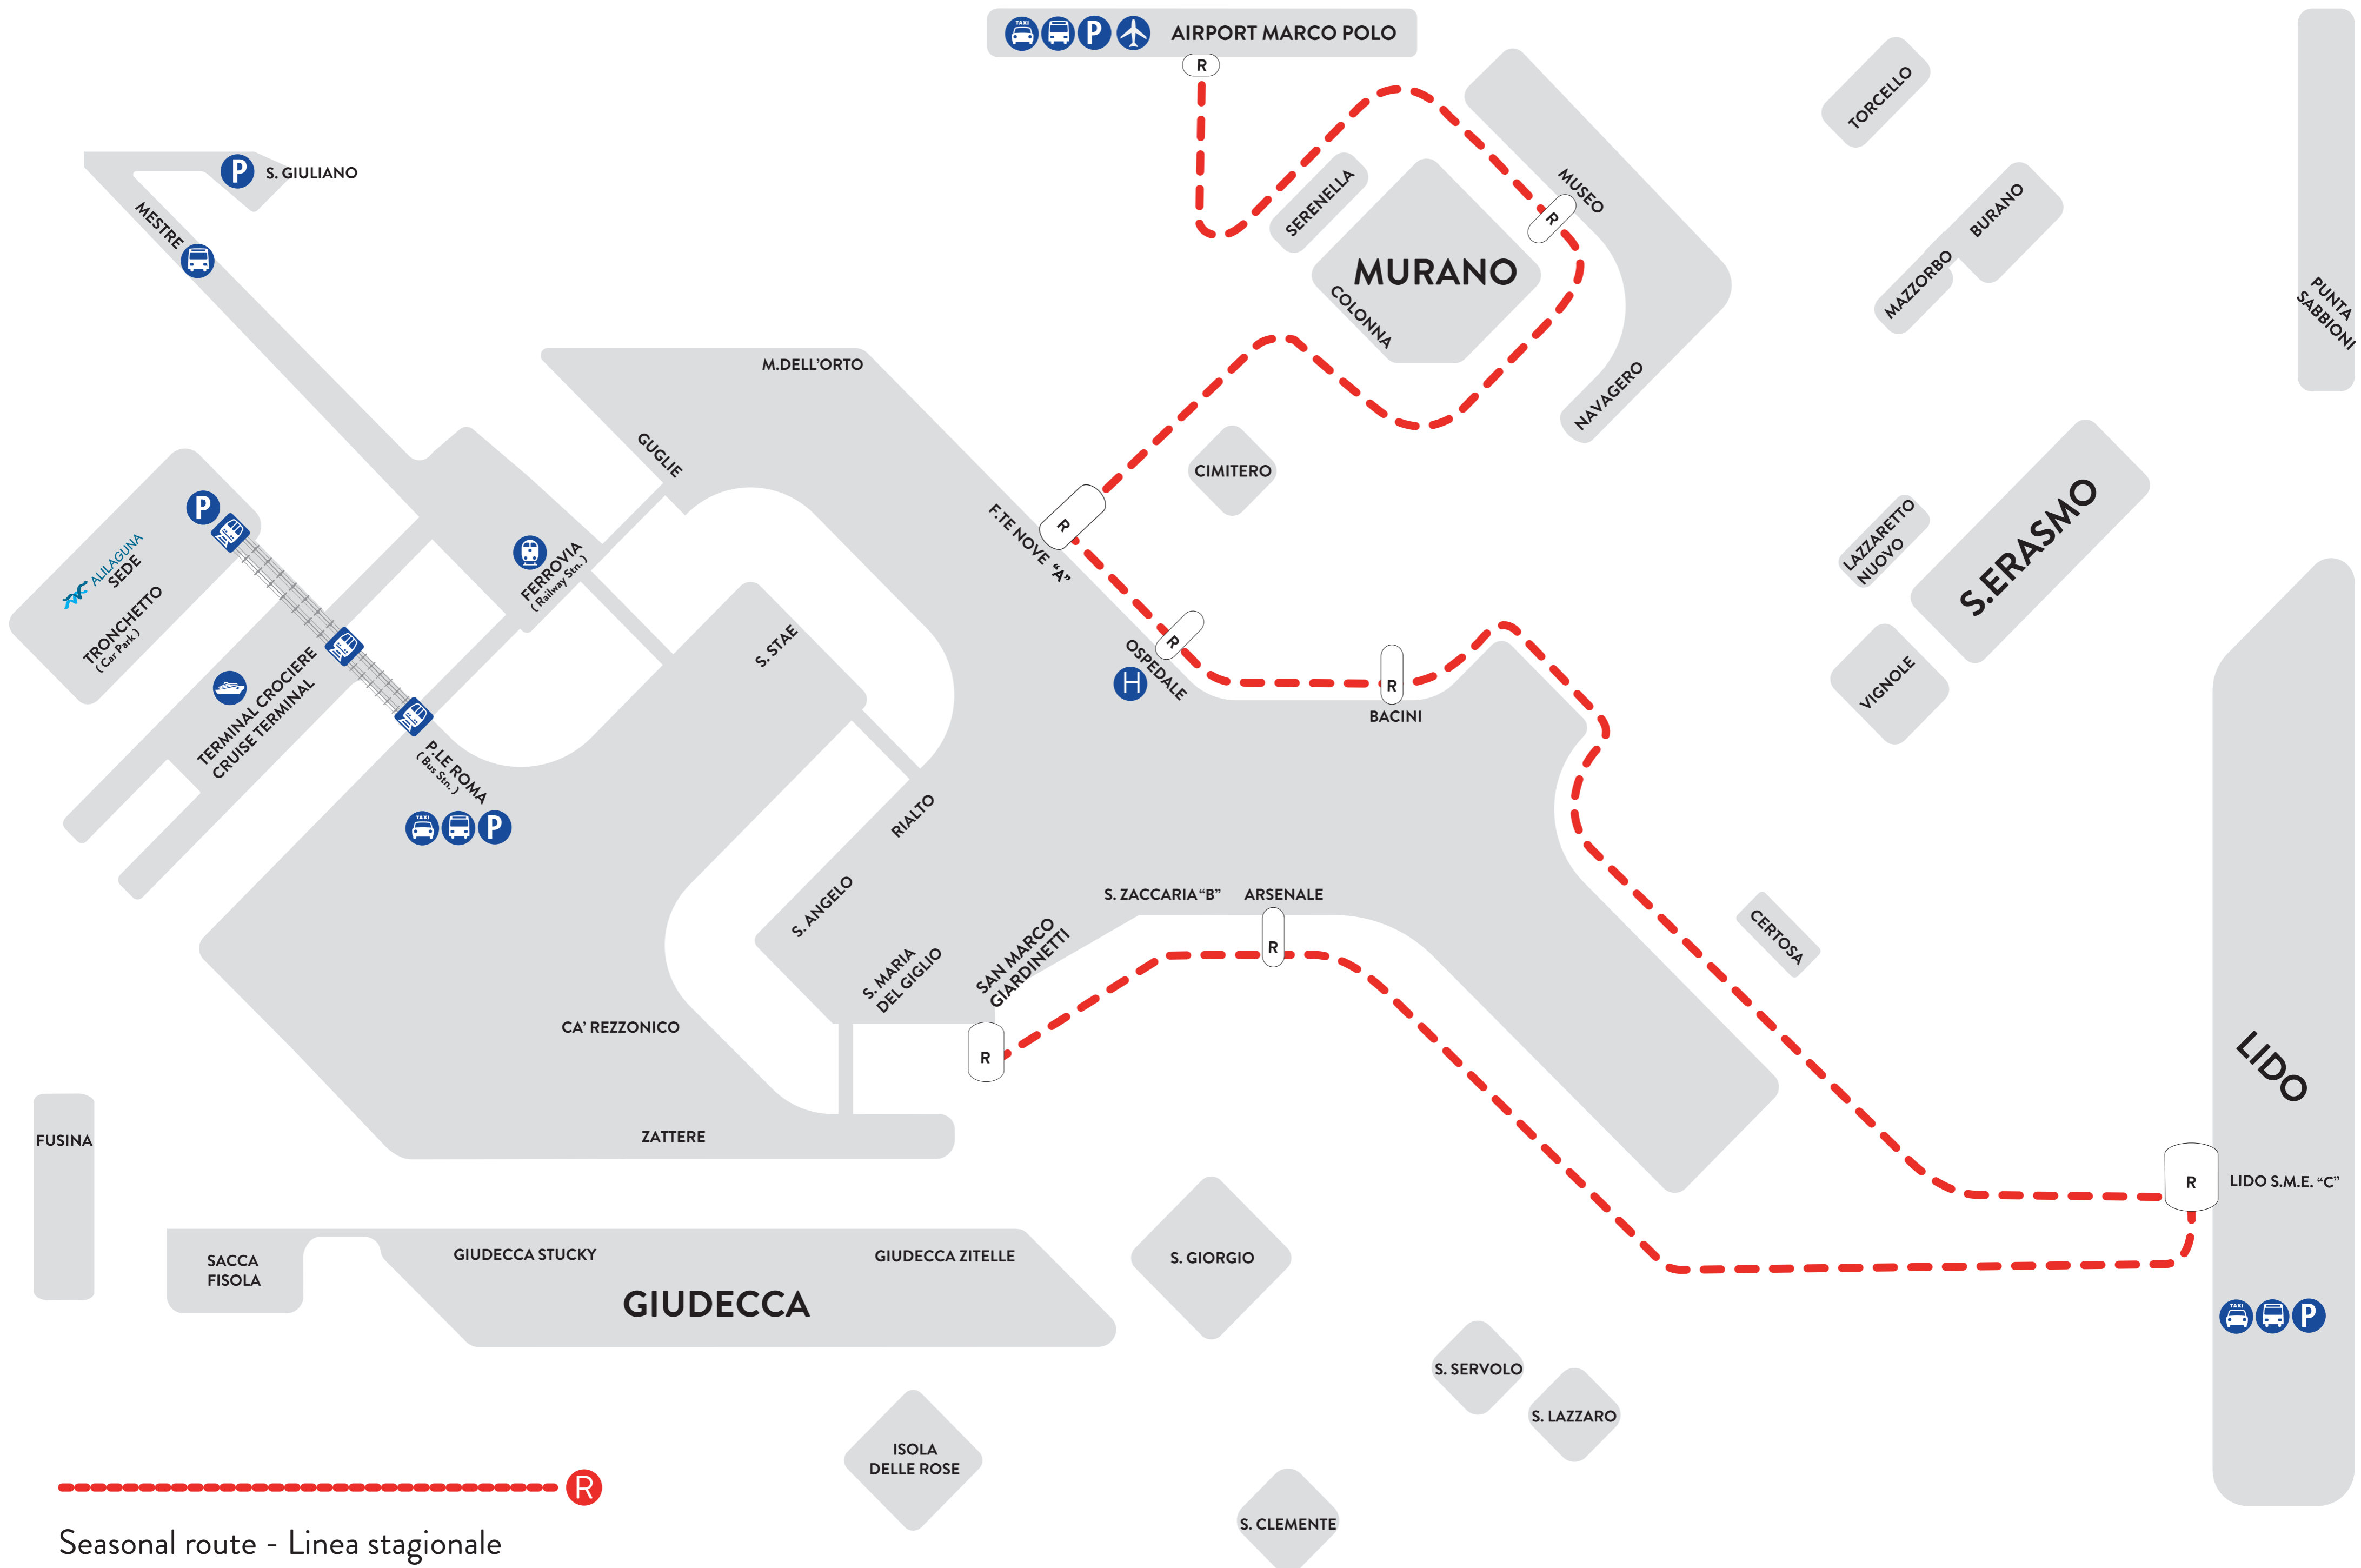 TAXI
P
AIRPORT MARCO POLO
R
TORCELLO
P
S. GIULIANO
MESTRE
MUSEO
R
SERENELLA
MURANO
COLONNA
BURANO
MAZZORBO
PUNTA
SABBIONI
M.DELL'ORTO
NAVAGERO
GUGLIE
CIMITERO
P
ALILAGUNA
SEDE
TRONCHETTO
( Car Park )
FERROVIA
( Railway Stn. )
R
F.TE NOVE “A”
LAZZARETTO
NUOVO
S.ERASMO
S. STAE
R
OSPEDALE
H
R
BACINI
VIGNOLE
TERMINAL CROCIERE
CRUISE TERMINAL
P.LE ROMA
( Bus Stn. )
TAXI
P
RIALTO
S. ANGELO
S. ZACCARIA“B”
ARSENALE
R
CERTOSA
S. MARIA
DEL GIGLIO
SAN MARCO
GIARDINETTI
R
CA’ REZZONICO
LIDO
ZATTERE
FUSINA
R
LIDO S.M.E. “C”
SACCA
FISOLA
GIUDECCA STUCKY
GIUDECCA ZITELLE
GIUDECCA
S. GIORGIO
TAXI
P
S. SERVOLO
S. LAZZARO
ISOLA
DELLE ROSE
S. CLEMENTE
R
Seasonal route - Linea stagionale